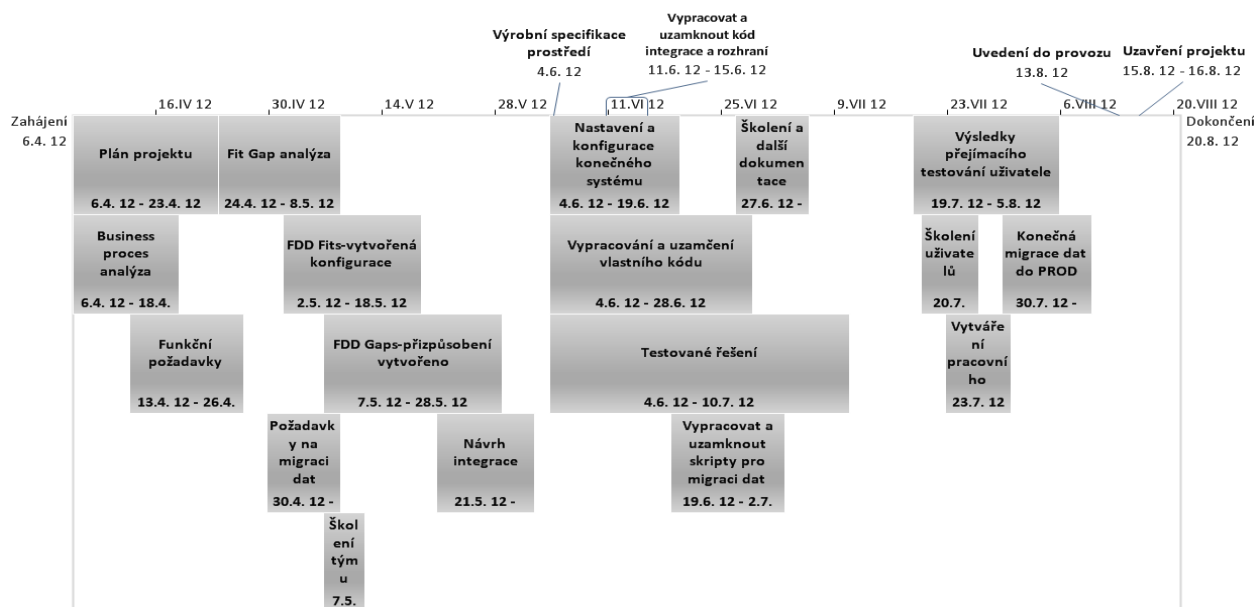 Výrobní specifikace
prostředí
4.6. 12
Vypracovat a
uzamknout kód
integrace a rozhraní
11.6. 12 - 15.6. 12
Uvedení do provozu
13.8. 12
Uzavření projektu
15.8. 12 - 16.8. 12
16.IV 12
30.IV 12
14.V 12
28.V 12
11.VI 12
25.VI 12
9.VII 12
23.VII 12
6.VIII 12
20.VIII 12
Zahájení
6.4. 12
Dokončení
20.8. 12
Plán projektu
6.4. 12 - 23.4. 12
Fit Gap analýza
24.4. 12 - 8.5. 12
Nastavení a
konfigurace
konečného
systému
4.6. 12 - 19.6. 12
Školení a
další
dokumen
tace
27.6. 12 -
Výsledky
přejímacího
testování uživatele
19.7. 12 - 5.8. 12
Business
proces
analýza
6.4. 12 - 18.4.
FDD Fits-vytvořená
konfigurace
2.5. 12 - 18.5. 12
Vypracování a uzamčení
vlastního kódu
4.6. 12 - 28.6. 12
Školení
uživate
lů
20.7.
Konečná
migrace dat
do PROD
30.7. 12 -
Funkční
požadavky
13.4. 12 - 26.4.
FDD Gaps-přizpůsobení
vytvořeno
7.5. 12 - 28.5. 12
Testované řešení
4.6. 12 - 10.7. 12
Vytváře
ní
pracovní
ho
23.7. 12
Požadavk
y na
migraci
dat
30.4. 12 -
Návrh
integrace
21.5. 12 -
Vypracovat a
uzamknout
skripty pro
migraci dat
19.6. 12 - 2.7.
Škol
ení
tým
u
7.5.